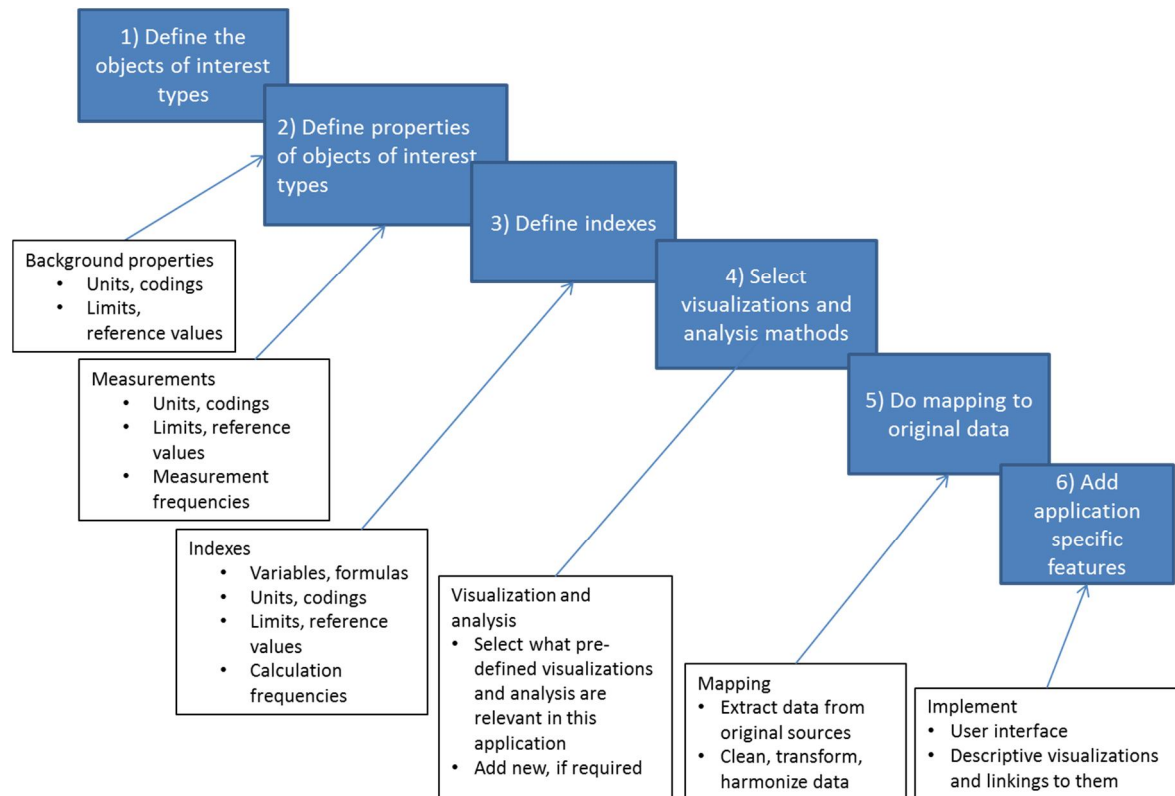 1) Define the
objects of interest
types
2) Define properties
of objects of interest
types
3) Define indexes
4) Select
visualizations and
analysis mathods
5) Do mapping to
original data
6) Add
application
specific
features
Background properties
• Units, codings
• Limits,
reference values
Measurements
• Units, codings
• Limits, reference
values
• Measurement
frequencies
Indexes
• Variables, formulas
• Units, codings
• Limits, reference
values
• Calculation
frequencies
Visualization and
analysis
• Select what pre-
defined visualizations
and analysis are
relevant in this
application
• Add new, if required
Mapping
• Extract data from
original sources
• Clean, transform,
harmonize data
Implement
• User interface
• Descriptive visualizations
and linkings to them